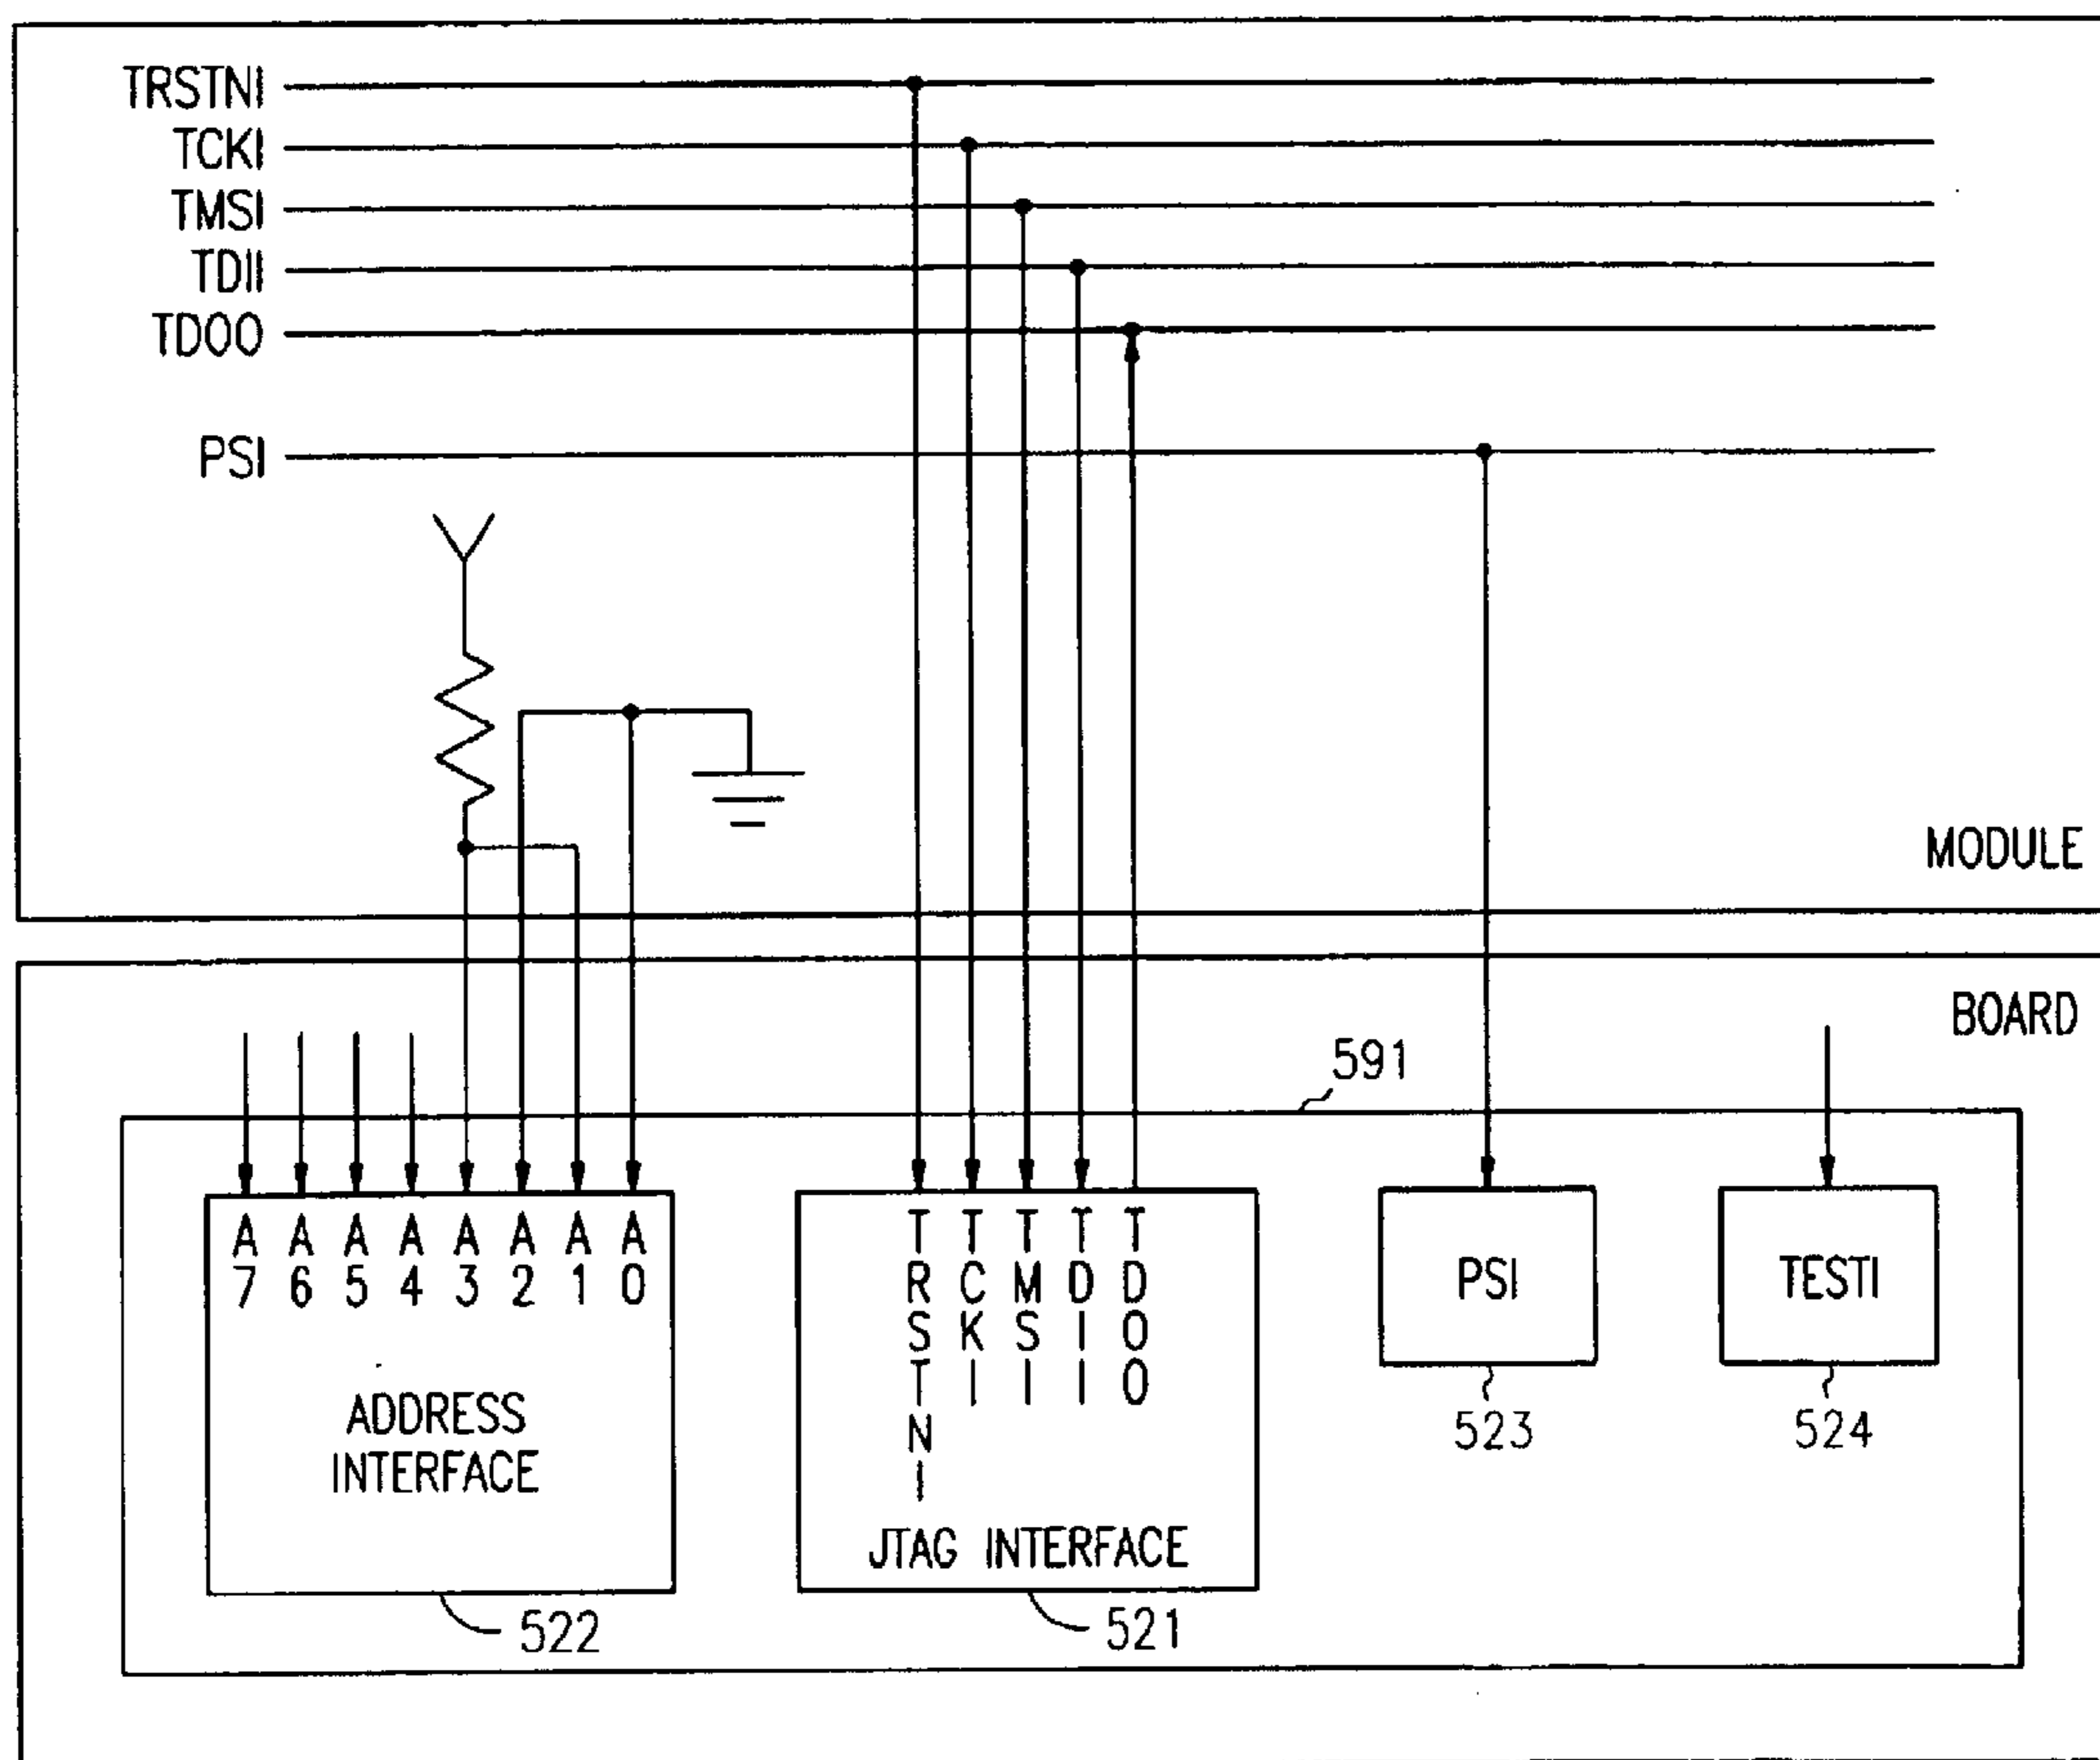 TRSTNI
TCKI
TMSI
TDII
TDOO
PSI
MODULE
BOARD
591
A7 A6 A5 A4 A3 A2 A1 A0
ADDRESS
INTERFACE
522
TRSTNI TCKI TMSI TDII TDOO
JTAG INTERFACE
521
PSI
523
TESTI
524